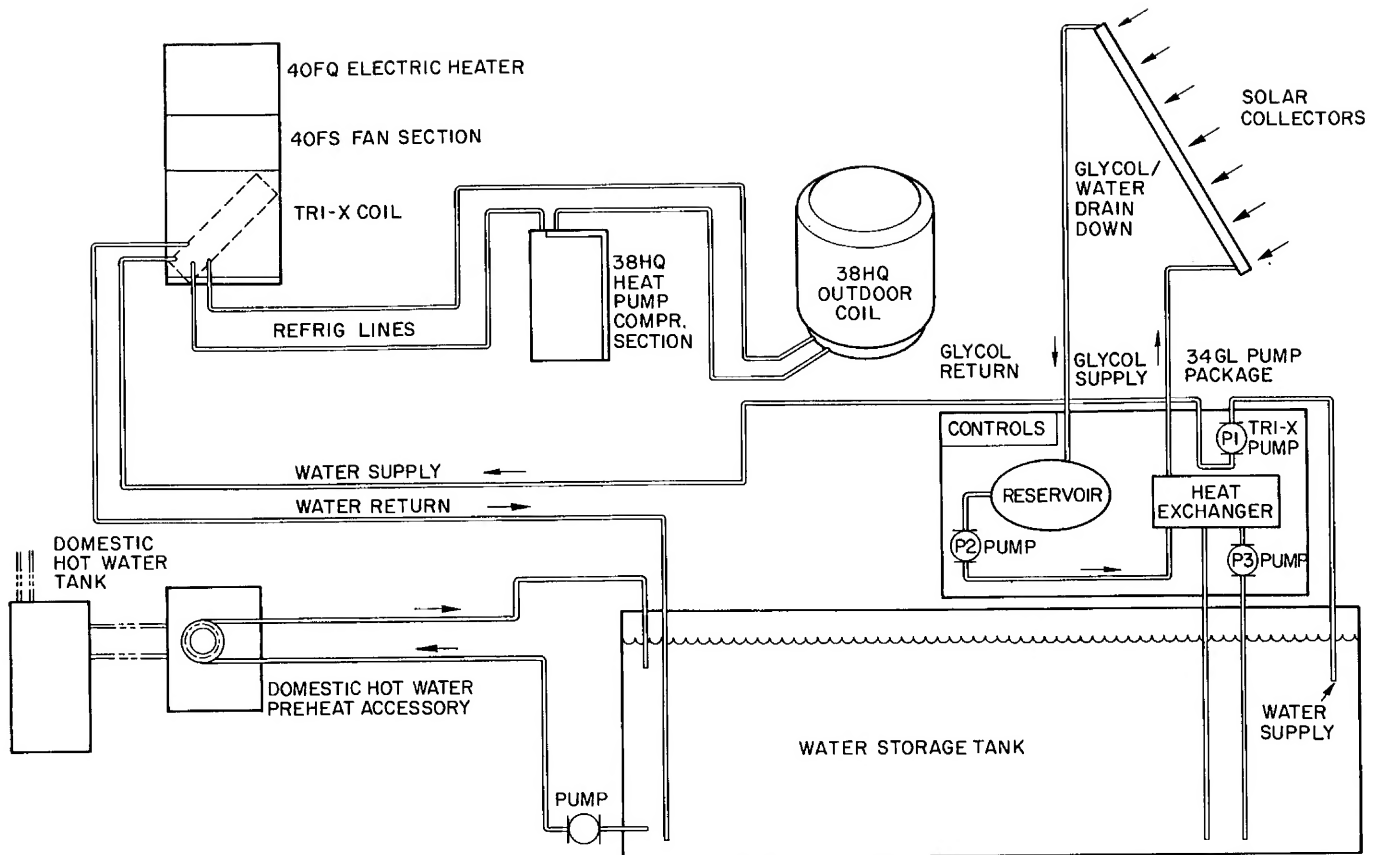 40FQ ELECTRIC HEATER
40FS FAN SECTION
TRI-X COIL
REFRIG LINES
38HQ
HEAT
PUMP
COMPR.
SECTION
38HQ
OUTDOOR
COIL
SOLAR
COLLECTORS
GLYCOL/
WATER
DRAIN
DOWN
GLYCOL
RETURN
GLYCOL
SUPPLY
34GL PUMP
PACKAGE
CONTROLS
P1
TRI-X
PUMP
RESERVOIR
HEAT
EXCHANGER
P2
PUMP
P3
PUMP
WATER SUPPLY
WATER RETURN
DOMESTIC
HOT WATER
TANK
DOMESTIC HOT WATER
PREHEAT ACCESSORY
PUMP
WATER STORAGE TANK
WATER
SUPPLY